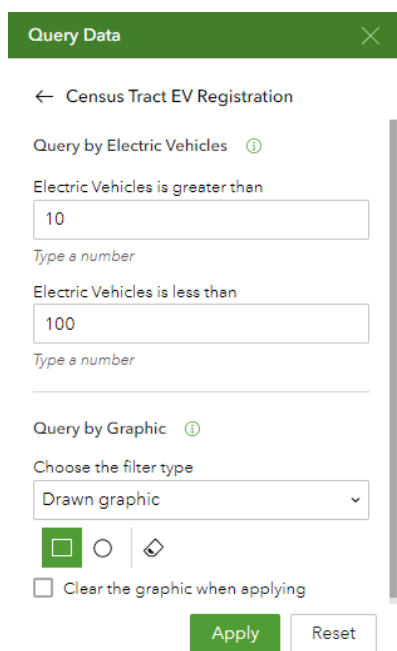 Query Data
Census Tract EV Registration
Query by Electric Vehicles
Electric Vehicles is greater than
10
Type a number
Electric Vehicles is less than
100
Type a number
Query by Graphic
Choose the filter type
Drawn graphic
Clear the graphic when applying
Apply Reset